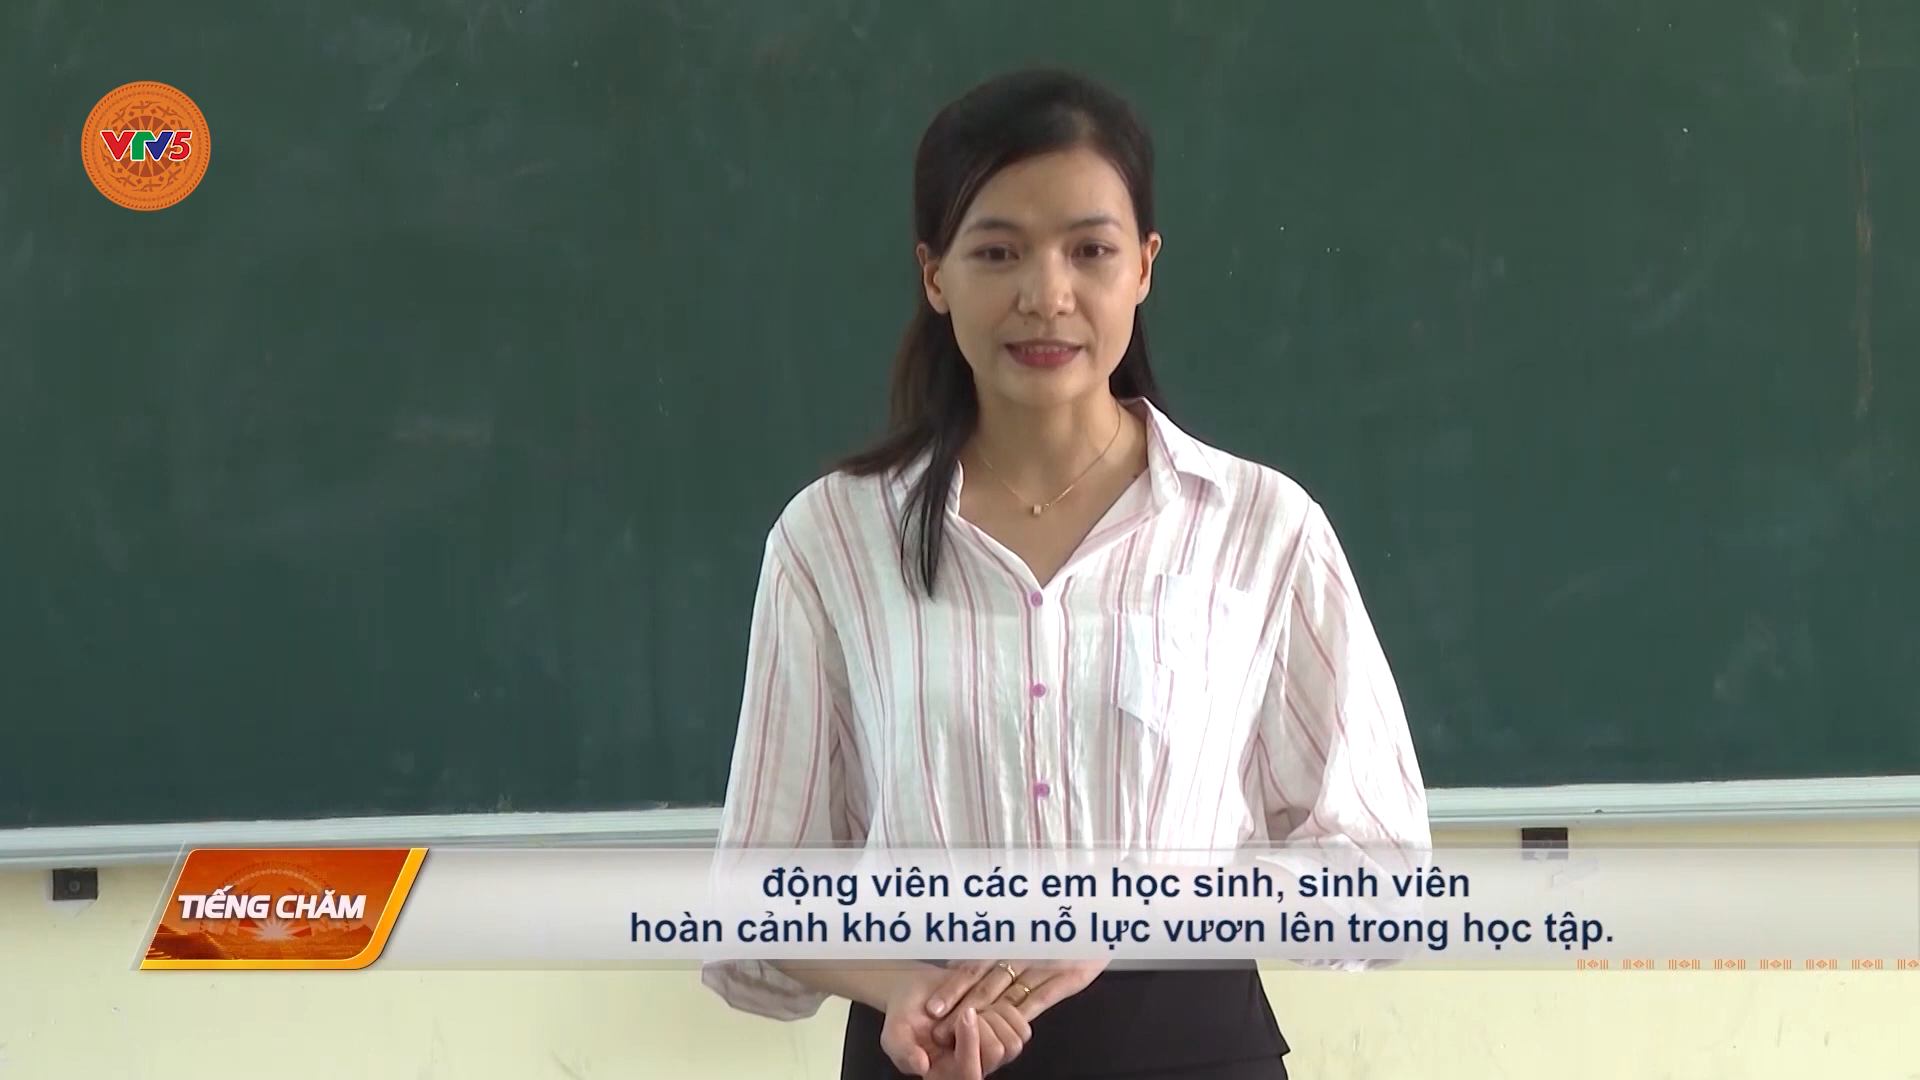 VTV5
TIẾNG CHĂM
động viên các em học sinh, sinh viên
hoàn cảnh khó khăn nỗ lực vươn lên trong học tập.